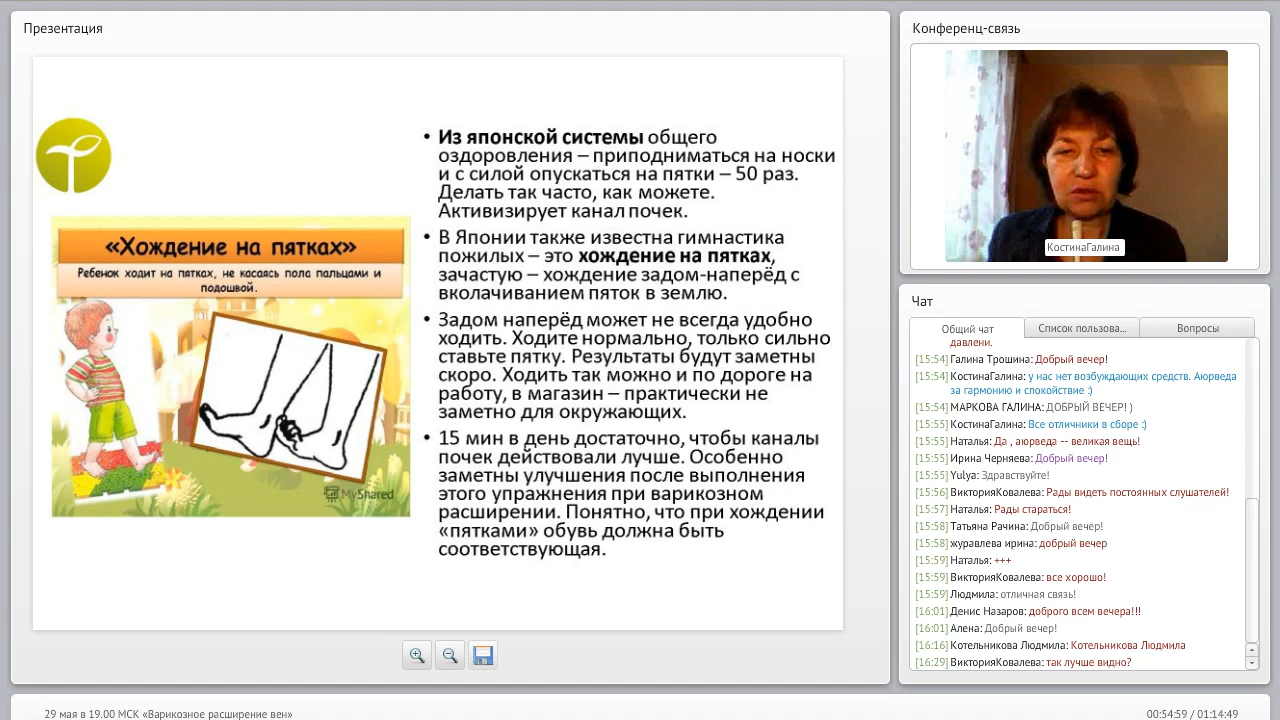 Презентация
«Хождение на пятках»
Ребенок ходит на пятках, не касаясь пола пальцами и
подошвой.
MyShared
• Из японской системы общего
оздоровления – приподниматься на носки
и с силой опускаться на пятки – 50 раз.
Делать так часто, как можете.
Активизирует канал почек.
• В Японии также известна гимнастика
пожилых – это хождение на пятках,
зачастую – хождение задом-наперёд с
вколачиванием пяток в землю.
• Задом наперёд может не всегда удобно
ходить. Ходите нормально, только сильно
ставьте пятку. Результаты будут заметны
скоро. Ходить так можно и по дороге на
работу, в магазин – практически не
заметно для окружающих.
• 15 мин в день достаточно, чтобы каналы
почек действовали лучше. Особенно
заметны улучшения после выполнения
этого упражнения при варикозном
расширении. Понятно, что при хождении
«пятками» обувь должна быть
соответствующая.
Конференц-связь
КостинаГалина
Чат
Общий чат
Список пользова...
Вопросы
давлени.
[15:54] Галина Трошина: Добрый вечер!
[15:54] КостинаГалина: у нас нет возбуждающих средств. Аюрведа
за гармонию и спокойствие :)
[15:54] МАРКОВА ГАЛИНА: ДОБРЫЙ ВЕЧЕР! )
[15:55] КостинаГалина: Все отличники в сборе :)
[15:55] Наталья: Да , аюрведа -- великая вещь!
[15:55] Ирина Черняева: Добрый вечер!
[15:55] Yulya: Здравствуйте!
[15:56] ВикторияКовалева: Рады видеть постоянных слушателей!
[15:57] Наталья: Рады стараться!
[15:58] Татьяна Рачина: Добрый вечер!
[15:58] журавлева ирина: добрый вечер
[15:59] Наталья: +++
[15:59] ВикторияКовалева: все хорошо!
[15:59] Людмила: отличная связь!
[16:01] Денис Назаров: доброго всем вечера!!!
[16:01] Алена: Добрый вечер!
[16:16] Котельникова Людмила: Котельникова Людмила
[16:29] ВикторияКовалева: так лучше видно?
29 мая в 19.00 МСК «Варикозное расширение вен»
00:54:59 / 01:14:49